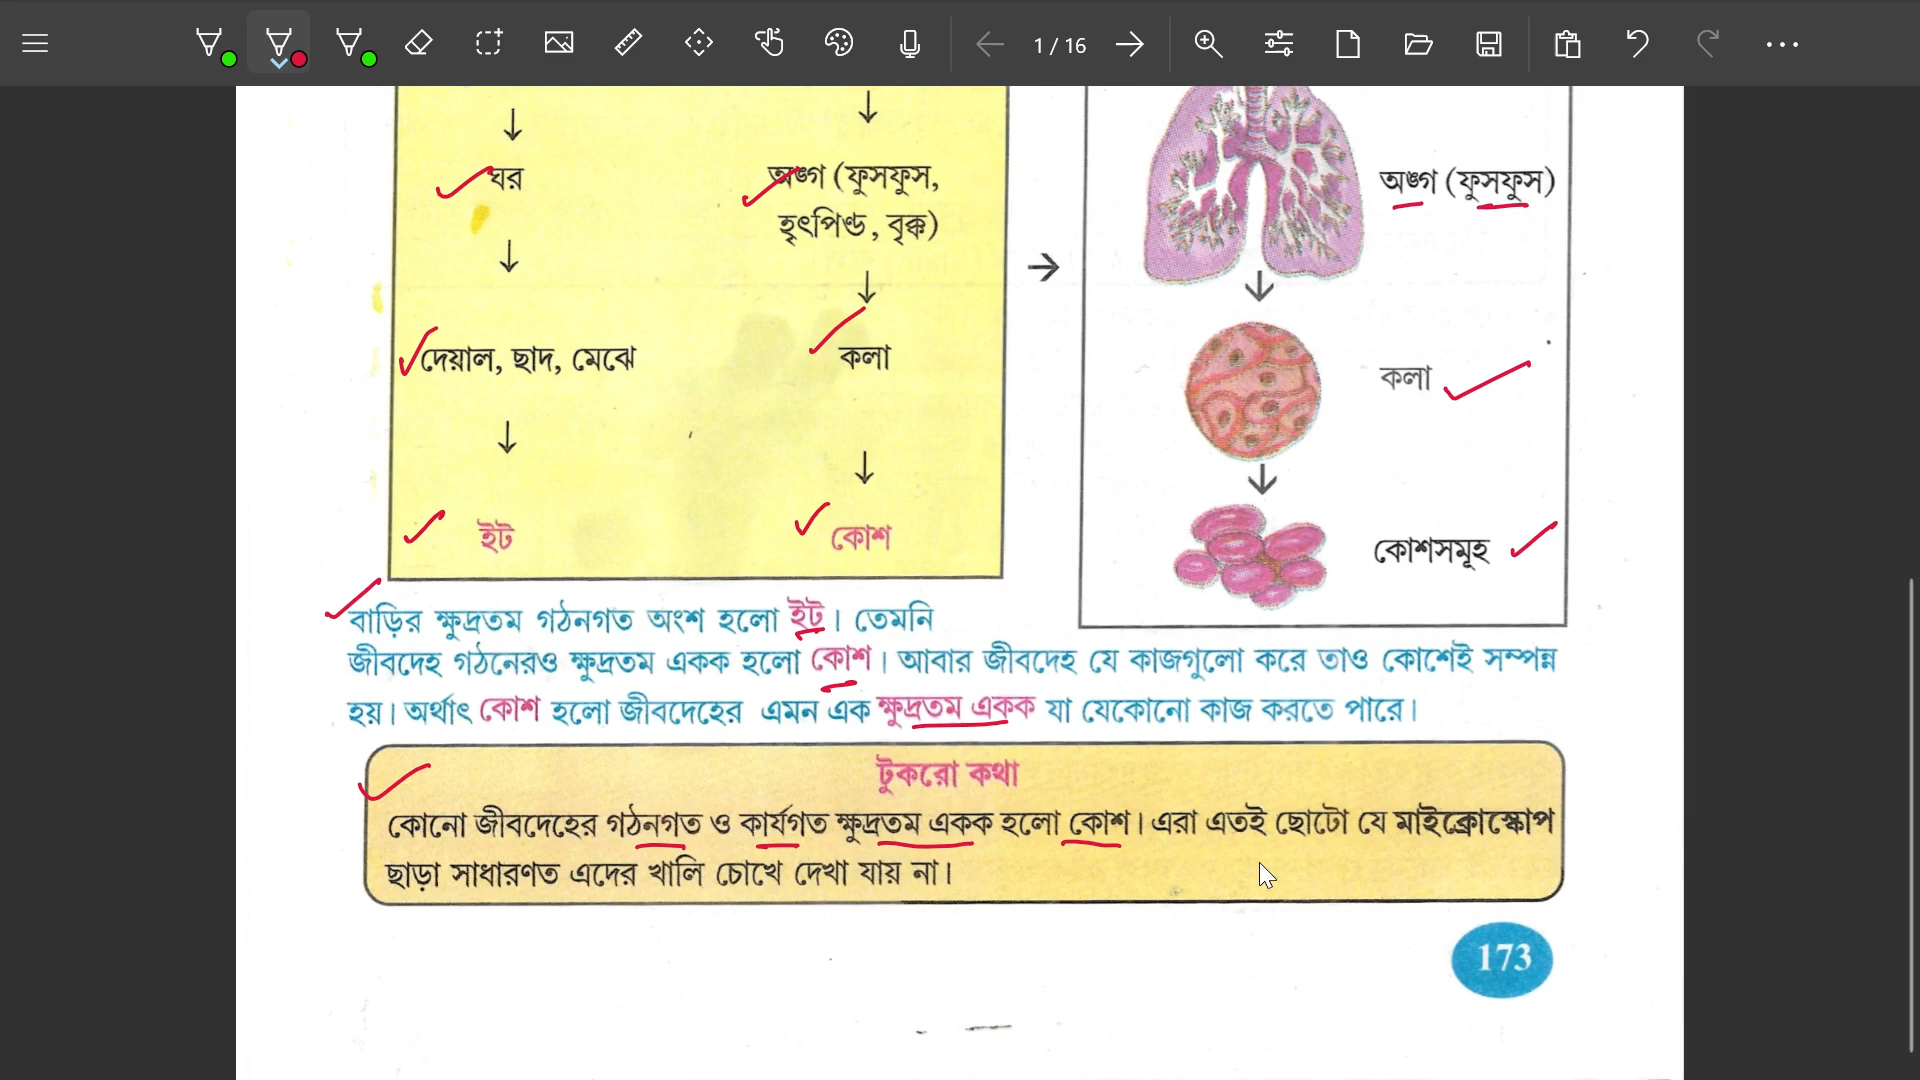 1 / 16
ঘর
অঙ্গ (ফুসফুস,
হৃৎপিণ্ড, বৃক্ক)
অঙ্গ (ফুসফুস)
দেয়াল, ছাদ, মেঝে
কলা
কলা
ইট
কোশ
কোশসমূহ
বাড়ির ক্ষুদ্রতম গঠনগত অংশ হলো ইট। তেমনি
জীবদেহ গঠনেরও ক্ষুদ্রতম একক হলো কোশ। আবার জীবদেহ যে কাজগুলো করে তাও কোশেই সম্পন্ন
হয়। অর্থাৎ কোশ হলো জীবদেহের এমন এক ক্ষুদ্রতম একক যা যেকোনো কাজ করতে পারে।
টুকরো কথা
কোনো জীবদেহের গঠনগত ও কার্যগত ক্ষুদ্রতম একক হলো কোশ। এরা এতই ছোটো যে মাইক্রোস্কোপ
ছাড়া সাধারণত এদের খালি চোখে দেখা যায় না।
173